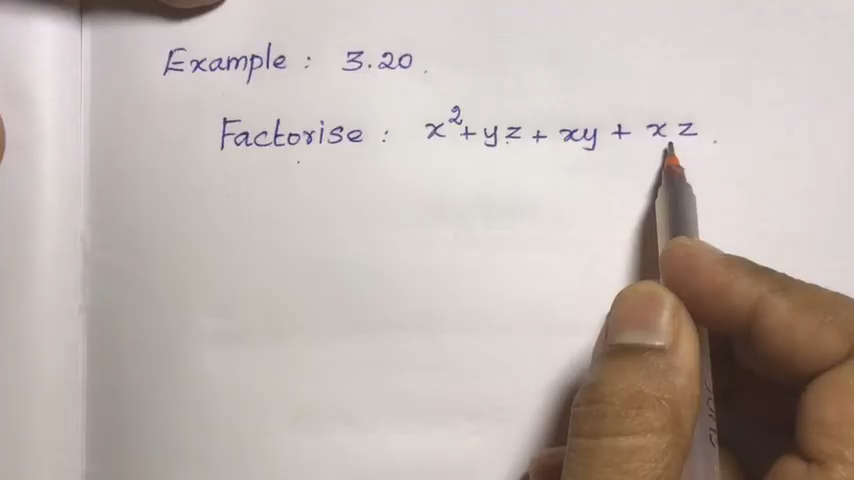 Example : 3.20.
Factorise : x² + yz + xy + xz.